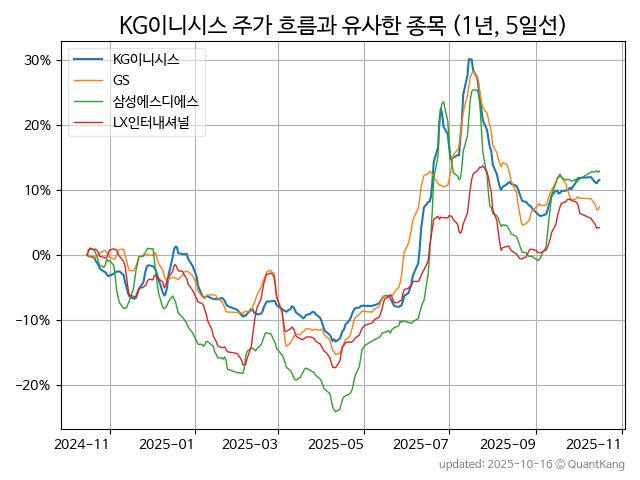 KG이니시스 주가 흐름과 유사한 종목 (1년, 5일선)
KG이니시스
GS
삼성에스디에스
LX인터내셔널
30%
20%
10%
0%
−10%
−20%
2024-11
2025-01
2025-03
2025-05
2025-07
2025-09
2025-11
updated: 2025-10-16 © QuantKang